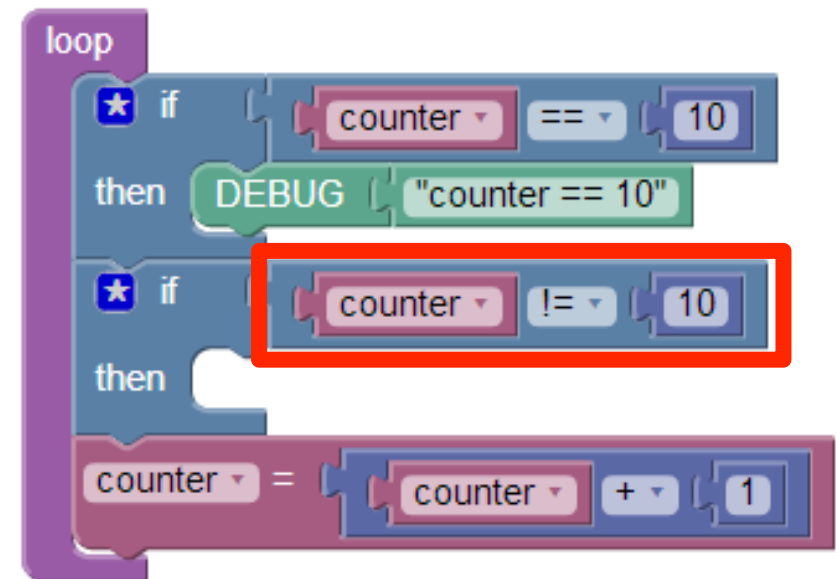 loop
if counter == 10
then DEBUG "counter == 10"
if counter != 10
then
counter = counter + 1